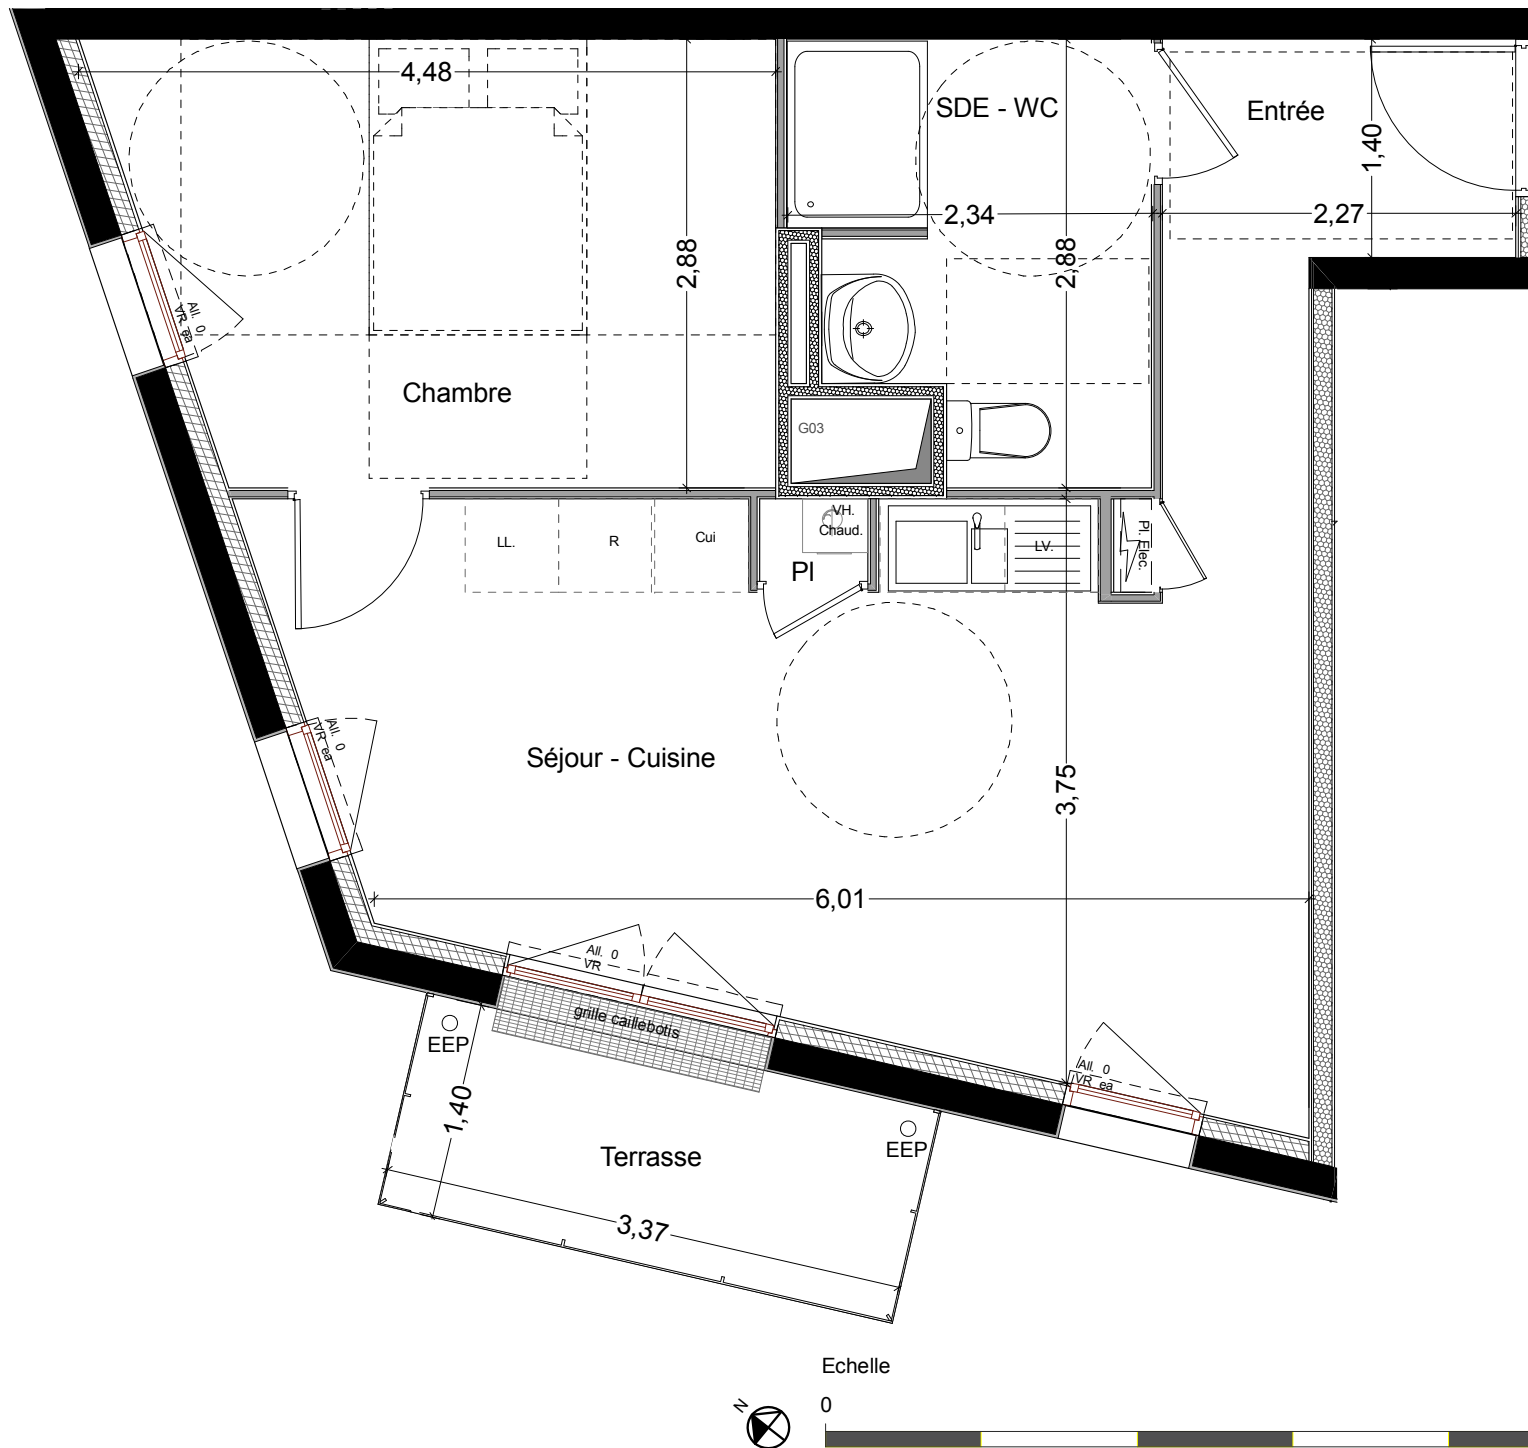 4,48
SDE - WC
Entrée
1,40
2,34
2,27
2,88
2,88
All. 0
VR ea
Chambre
G03
LL.
R
Cui
VH.
Chaud.
LV.
Pl. Elec.
Pl
All. 0
VR ea
Séjour - Cuisine
3,75
6,01
All. 0
VR
grille caillebotis
EEP
All. 0
VR ea
1,40
EEP
Terrasse
3,37
Echelle
N
0